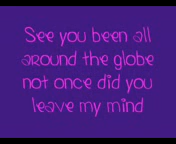 See you been all
around the globe
not once did you
leave my mind